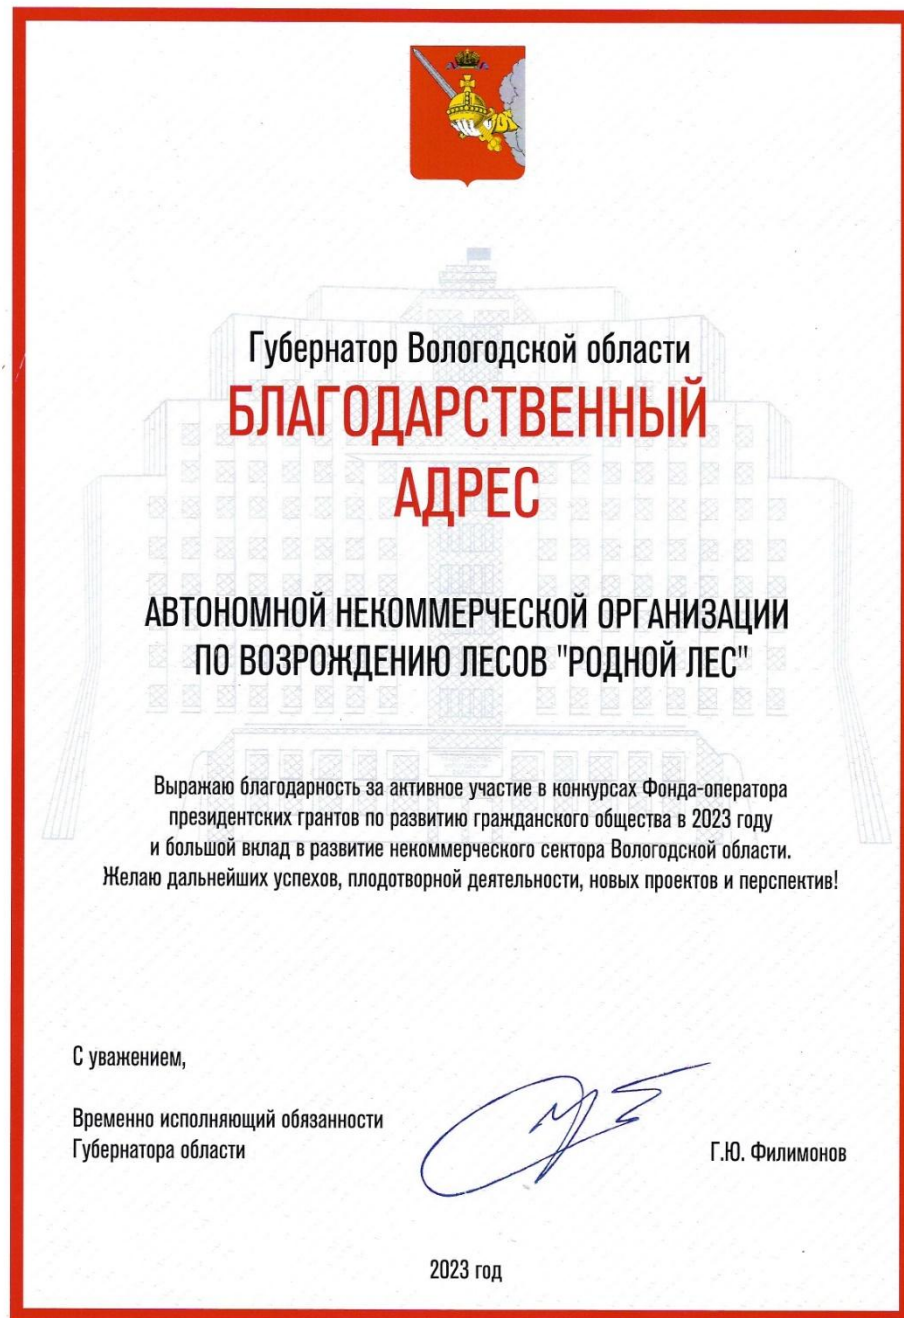 Губернатор Вологодской области
БЛАГОДАРСТВЕННЫЙ
АДРЕС
АВТОНОМНОЙ НЕКОММЕРЧЕСКОЙ ОРГАНИЗАЦИИ
ПО ВОЗРОЖДЕНИЮ ЛЕСОВ "РОДНОЙ ЛЕС"
Выражаю благодарность за активное участие в конкурсах Фонда-оператора
президентских грантов по развитию гражданского общества в 2023 году
и большой вклад в развитие некоммерческого сектора Вологодской области.
Желаю дальнейших успехов, плодотворной деятельности, новых проектов и перспектив!
С уважением,
Временно исполняющий обязанности
Губернатора области
Г.Ю. Филимонов
2023 год